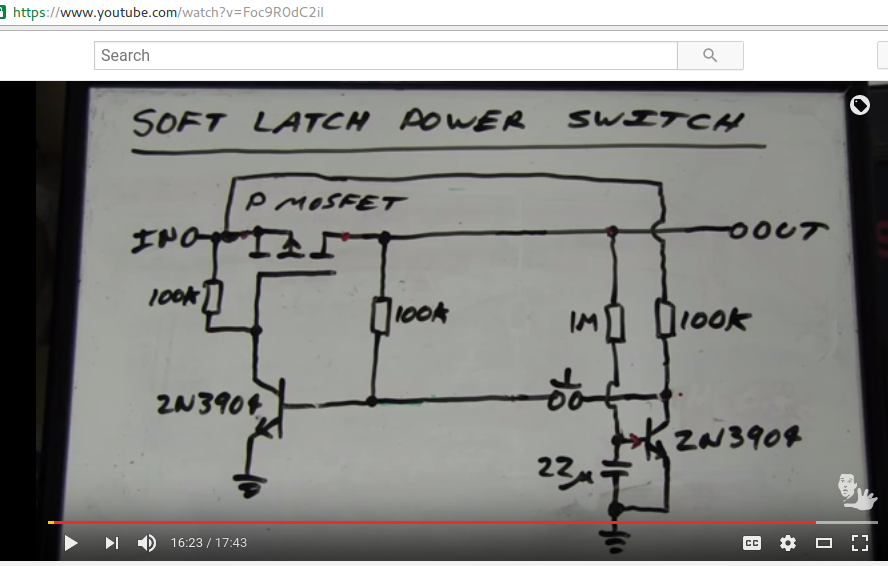 https://www.youtube.com/watch?v=Foc9R0dC2iI
Search
SOFT LATCH POWER SWITCH
P MOSFET
IN
OUT
100K
100K
1M
100K
2N3904
2N3904
22µ
16:23 / 17:43
CC